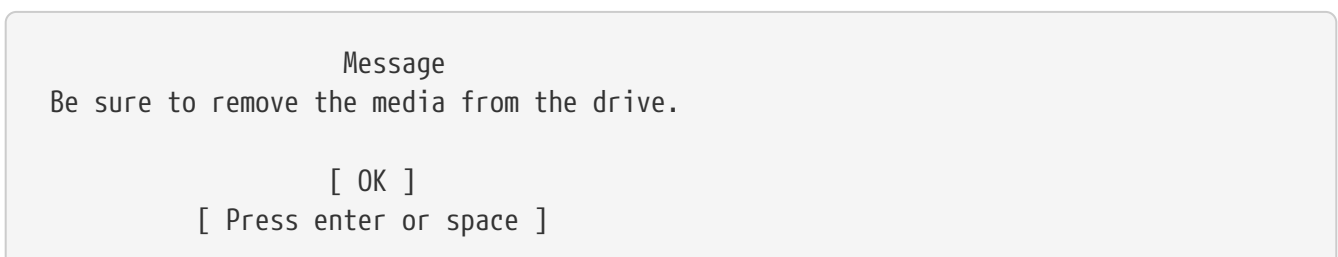 Message
Be sure to remove the media from the drive.
[ OK ]
[ Press enter or space ]